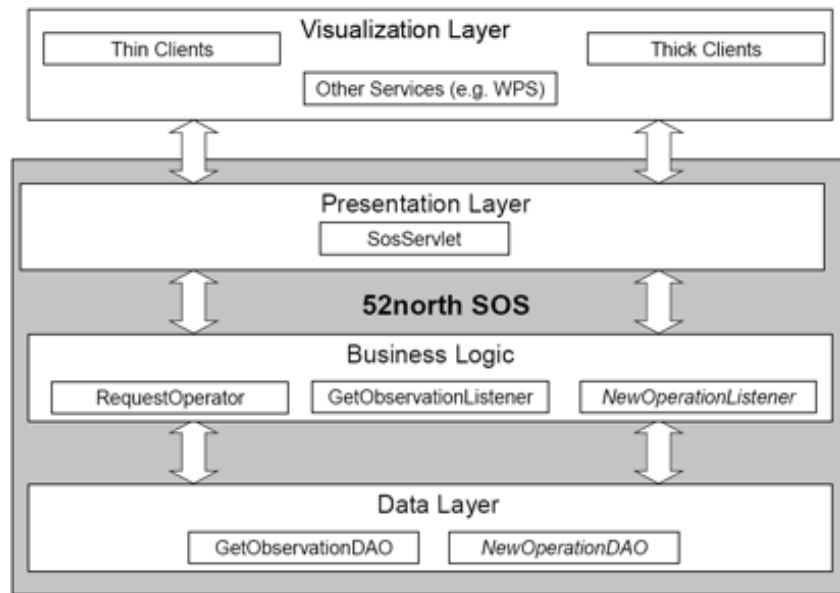 Visualization Layer
Thin Clients
Thick Clients
Other Services (e.g. WPS)
Presentation Layer
SosServlet
52north SOS
Business Logic
RequestOperator
GetObservationListener
NewOperationListener
Data Layer
GetObservationDAO
NewOperationDAO